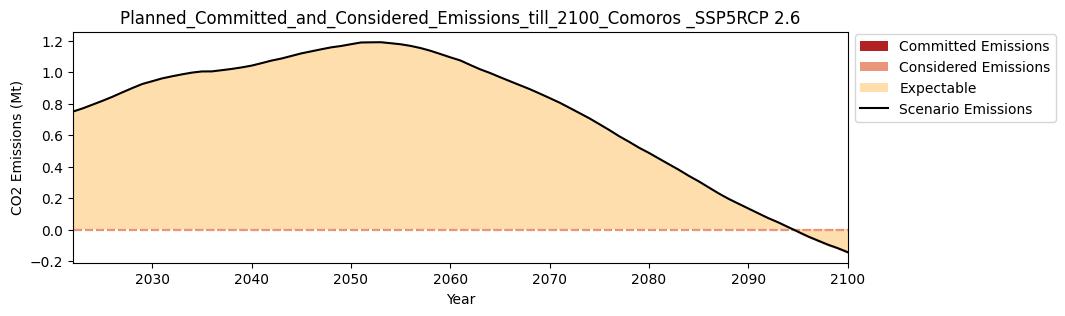 Planned_Committed_and_Considered_Emissions_till_2100_Comoros _SSP5RCP 2.6
CO2 Emissions (Mt)
1.2
1.0
0.8
0.6
0.4
0.2
0.0
−0.2
2030
2040
2050
2060
2070
2080
2090
2100
Year
Committed Emissions
Considered Emissions
Expectable
Scenario Emissions